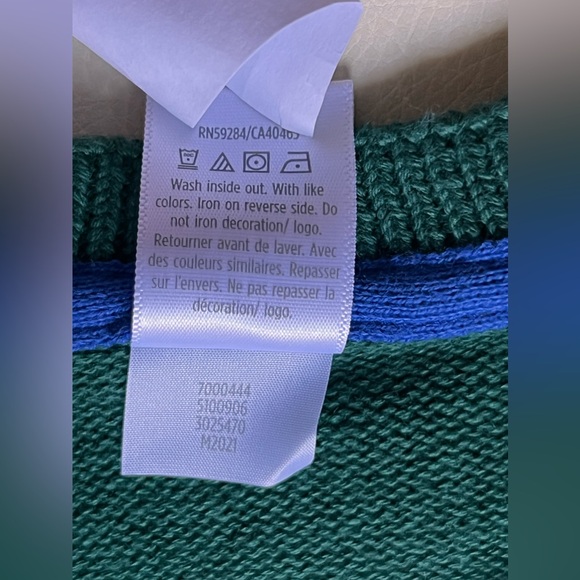 RN59284/CA40465
Wash inside out. With like
colors. Iron on reverse side. Do
not iron decoration/ logo.
Retourner avant de laver. Avec
des couleurs similaires. Repasser
sur l'envers. Ne pas repasser la
décoration/ logo.
7000444
5100906
3025470
M2021